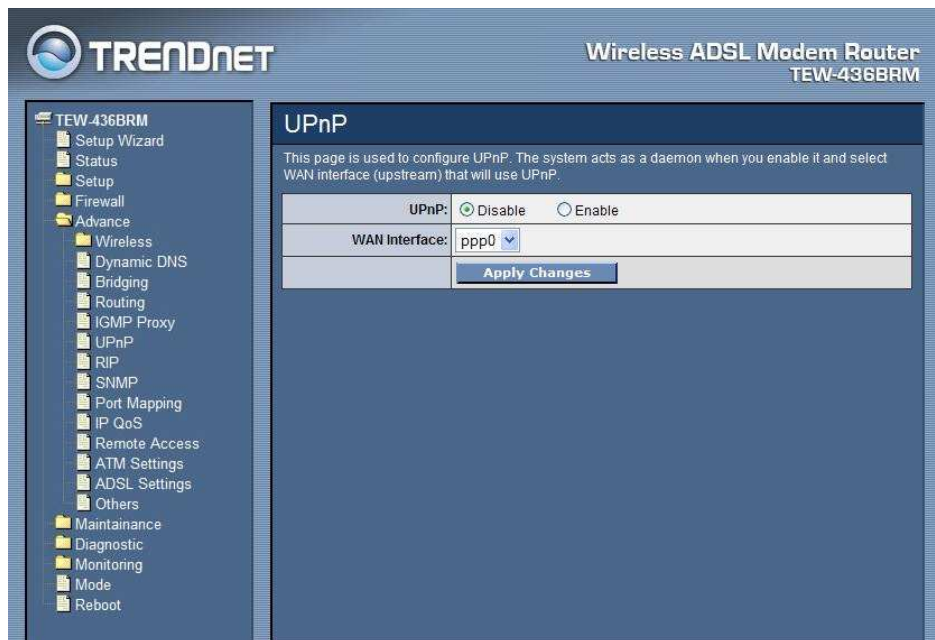 TRENDNET
Wireless ADSL Modem Router
TEW-436BRM
TEW-436BRM
Setup Wizard
Status
Setup
Firewall
Advance
Wireless
Dynamic DNS
Bridging
Routing
IGMP Proxy
UPnP
RIP
SNMP
Port Mapping
IP QoS
Remote Access
ATM Settings
ADSL Settings
Others
Maintainance
Diagnostic
Monitoring
Mode
Reboot
UPnP
This page is used to configure UPnP. The system acts as a daemon when you enable it and select
WAN interface (upstream) that will use UPnP.
UPnP: Disable Enable
WAN Interface: ppp0
Apply Changes